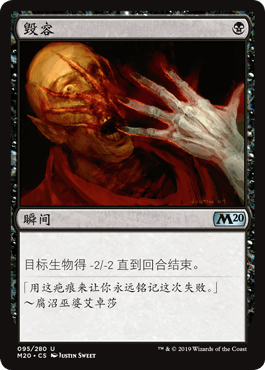 毁容
瞬间
M20
目标生物得 -2/-2 直到回合结束。
「用这疤痕来让你永远铭记这次失败。」
～腐沼巫婆艾卓莎
095/280 U
M20 • CS JUSTIN SWEET
™ & © 2019 Wizards of the Coast